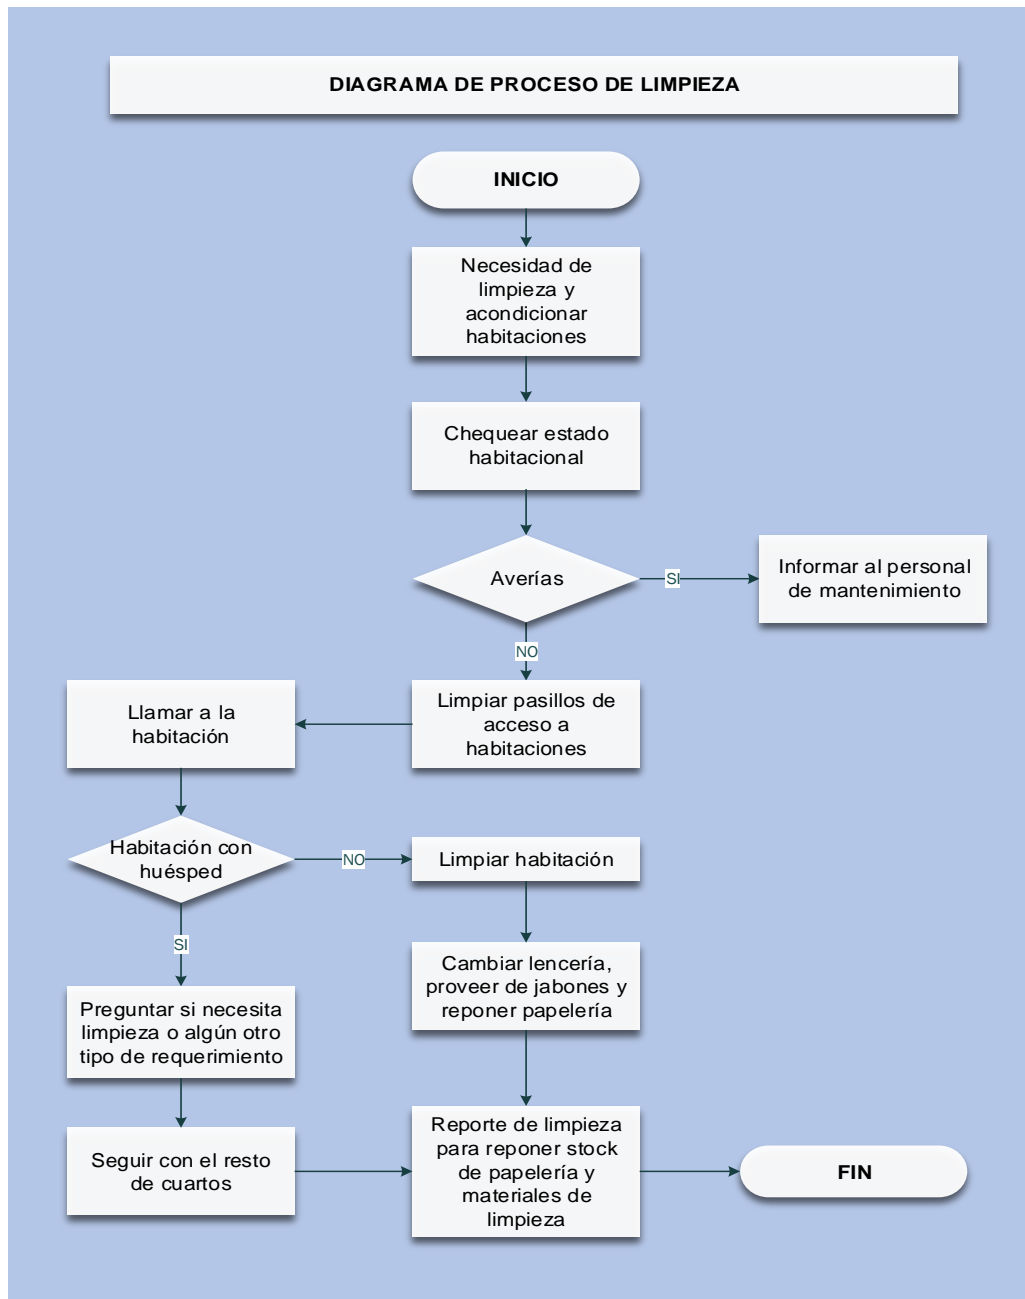 DIAGRAMA DE PROCESO DE LIMPIEZA
INICIO
Necesidad de
limpieza y
acondicionar
habitaciones
Chequear estado
habitacional
Averías
SI
Informar al personal
de mantenimiento
NO
Limpiar pasillos de
acceso a
habitaciones
Llamar a la
habitación
Habitación con
huésped
NO
Limpiar habitación
SI
Cambiar lencería,
proveer de jabones y
reponer papelería
Preguntar si necesita
limpieza o algún otro
tipo de requerimiento
Seguir con el resto
de cuartos
Reporte de limpieza
para reponer stock
de papelería y
materiales de
limpieza
FIN